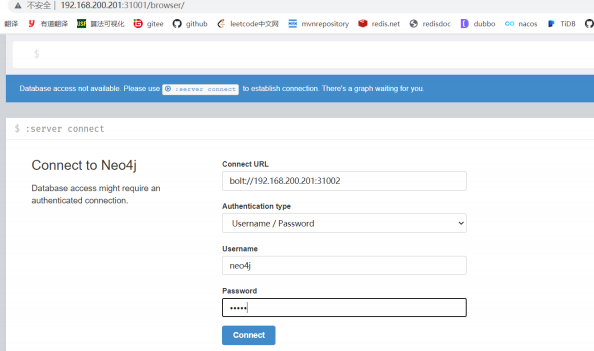 不安全 | 192.168.200.201:31001/browser/
翻译 有道翻译 算法可视化 gitee github leetcode中文网 mvnrepository redis.net redisdoc dubbo nacos TiDB
$
Database access not available. Please use :server connect to establish connection. There's a graph waiting for you.
$ :server connect
Connect to Neo4j
Database access might require an
authenticated connection.
Connect URL
bolt://192.168.200.201:31002
Authentication type
Username / Password
Username
neo4j
Password
•••••
Connect